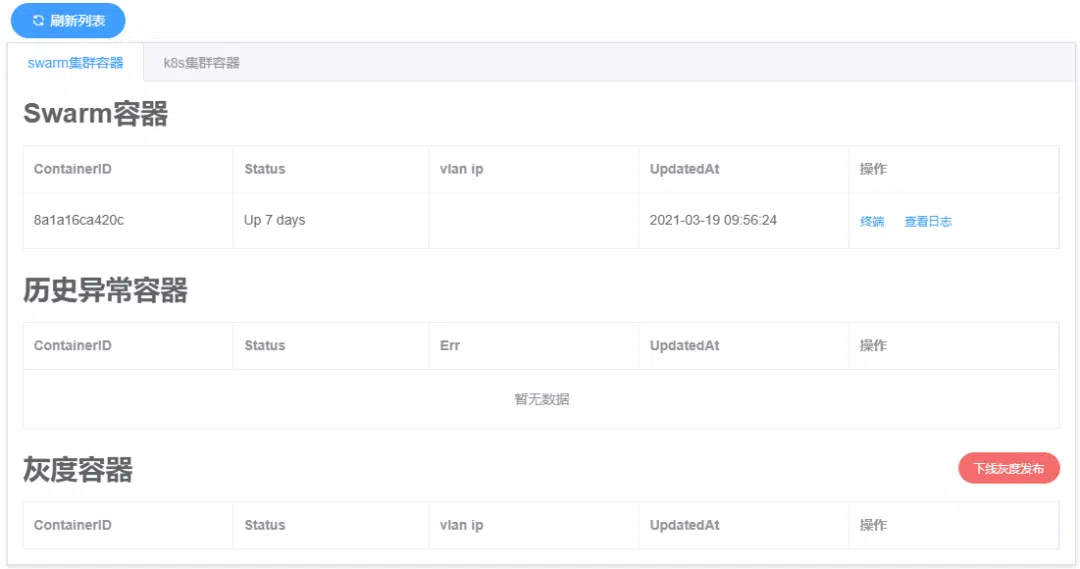 刷新列表
swarm集群容器 k8s集群容器
Swarm容器
ContainerID Status vlan ip UpdatedAt 操作
8a1a16ca420c Up 7 days 2021-03-19 09:56:24 终端 查看日志
历史异常容器
ContainerID Status Err UpdatedAt 操作
暂无数据
灰度容器 下线灰度发布
ContainerID Status vlan ip UpdatedAt 操作